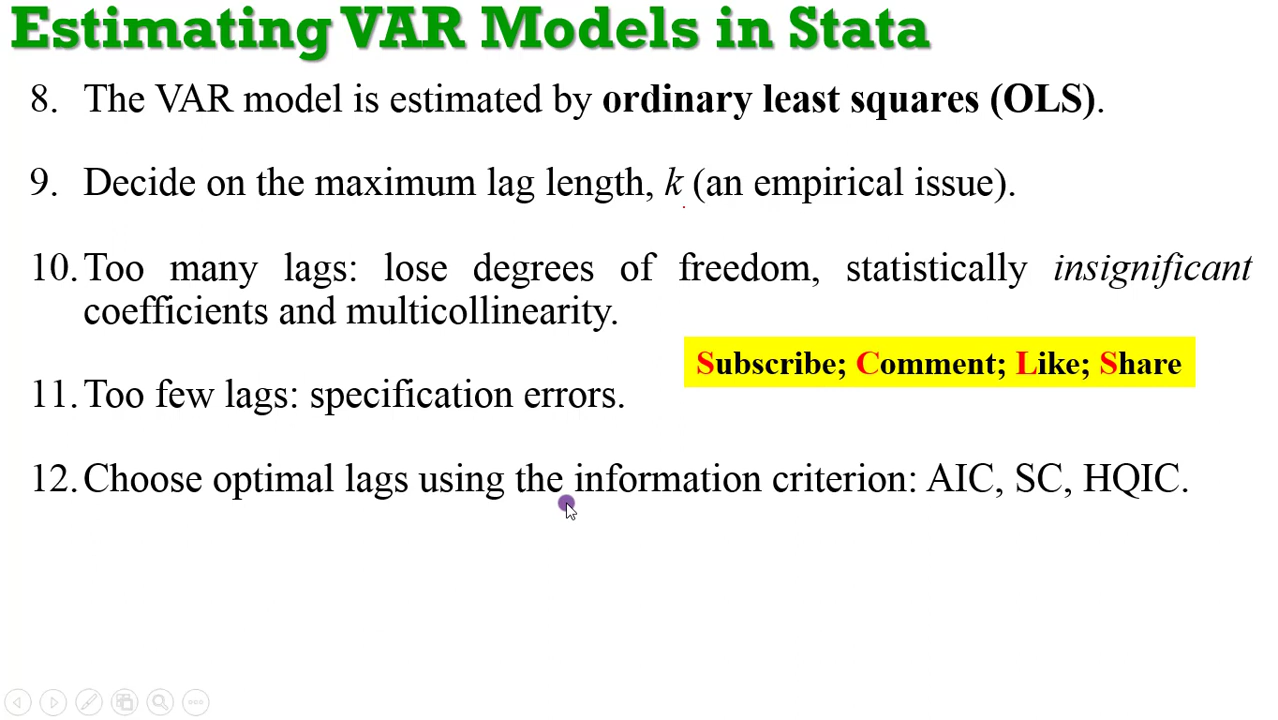 Estimating VAR Models in Stata
8. The VAR model is estimated by ordinary least squares (OLS).
9. Decide on the maximum lag length, k (an empirical issue).
10. Too many lags: lose degrees of freedom, statistically insignificant
coefficients and multicollinearity.
Subscribe; Comment; Like; Share
11. Too few lags: specification errors.
12. Choose optimal lags using the information criterion: AIC, SC, HQIC.